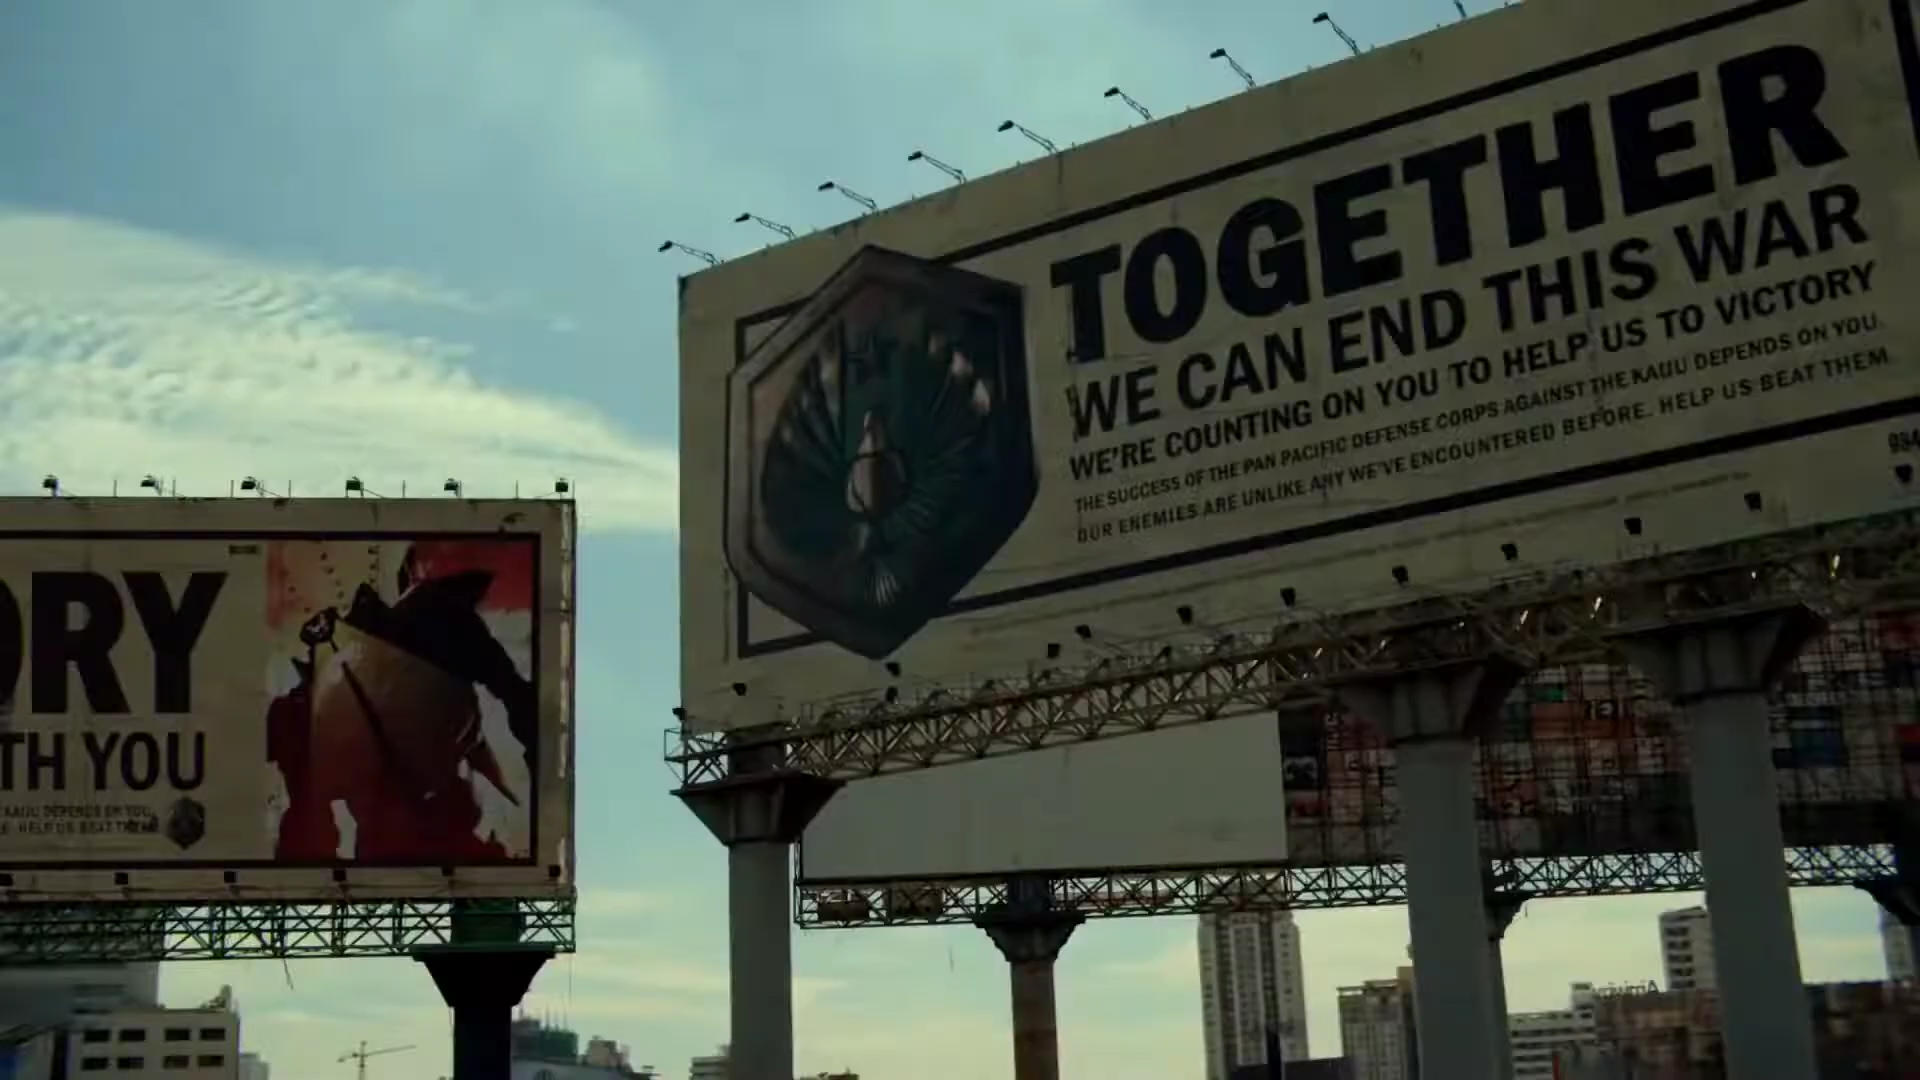 TOGETHER
WE CAN END THIS WAR
WE'RE COUNTING ON YOU TO HELP US TO VICTORY
THE SUCCESS OF THE PAN PACIFIC DEFENSE CORPS AGAINST THE KAIJU DEPENDS ON YOU.
OUR ENEMIES ARE UNLIKE ANY WE'VE ENCOUNTERED BEFORE. HELP US BEAT THEM
ORY
TH YOU
KAIJU DEPENDS ON YOU.
HELP US BEAT THEM